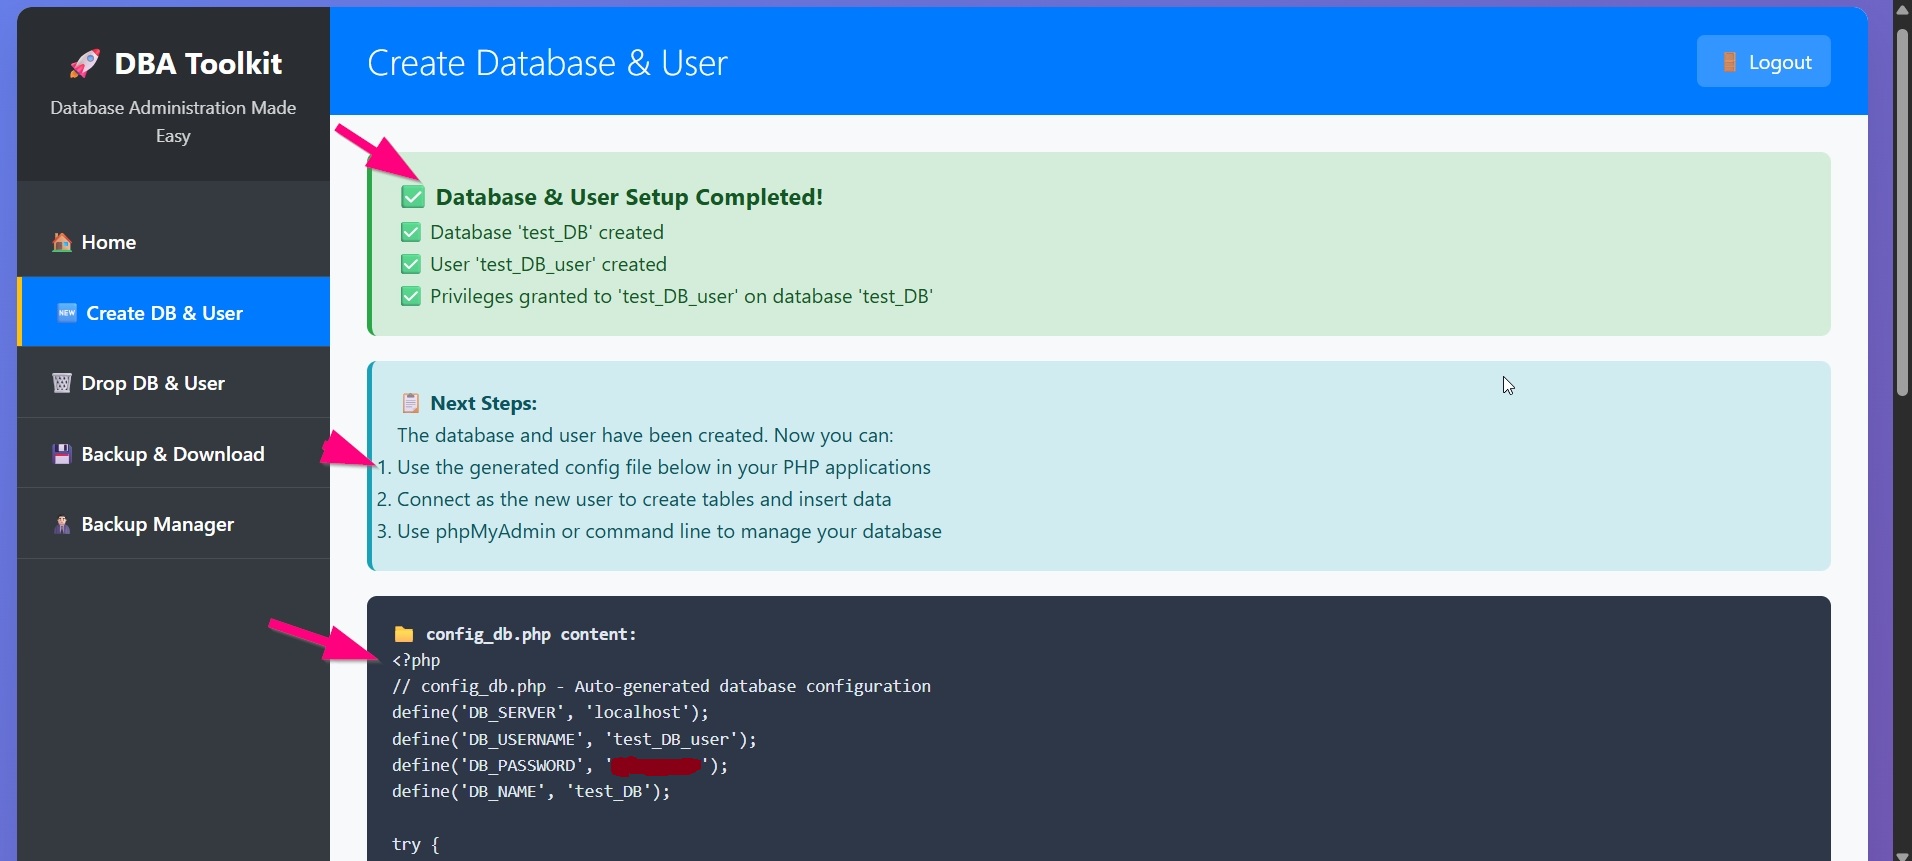 DBA Toolkit
Database Administration Made
Easy
Home
NEW Create DB & User
Drop DB & User
Backup & Download
Backup Manager
Create Database & User
Logout
Database & User Setup Completed!
Database 'test_DB' created
User 'test_DB_user' created
Privileges granted to 'test_DB_user' on database 'test_DB'
Next Steps:
The database and user have been created. Now you can:
1. Use the generated config file below in your PHP applications
2. Connect as the new user to create tables and insert data
3. Use phpMyAdmin or command line to manage your database
config_db.php content:
<?php
// config_db.php - Auto-generated database configuration
define('DB_SERVER', 'localhost');
define('DB_USERNAME', 'test_DB_user');
define('DB_PASSWORD', '');
define('DB_NAME', 'test_DB');
try {